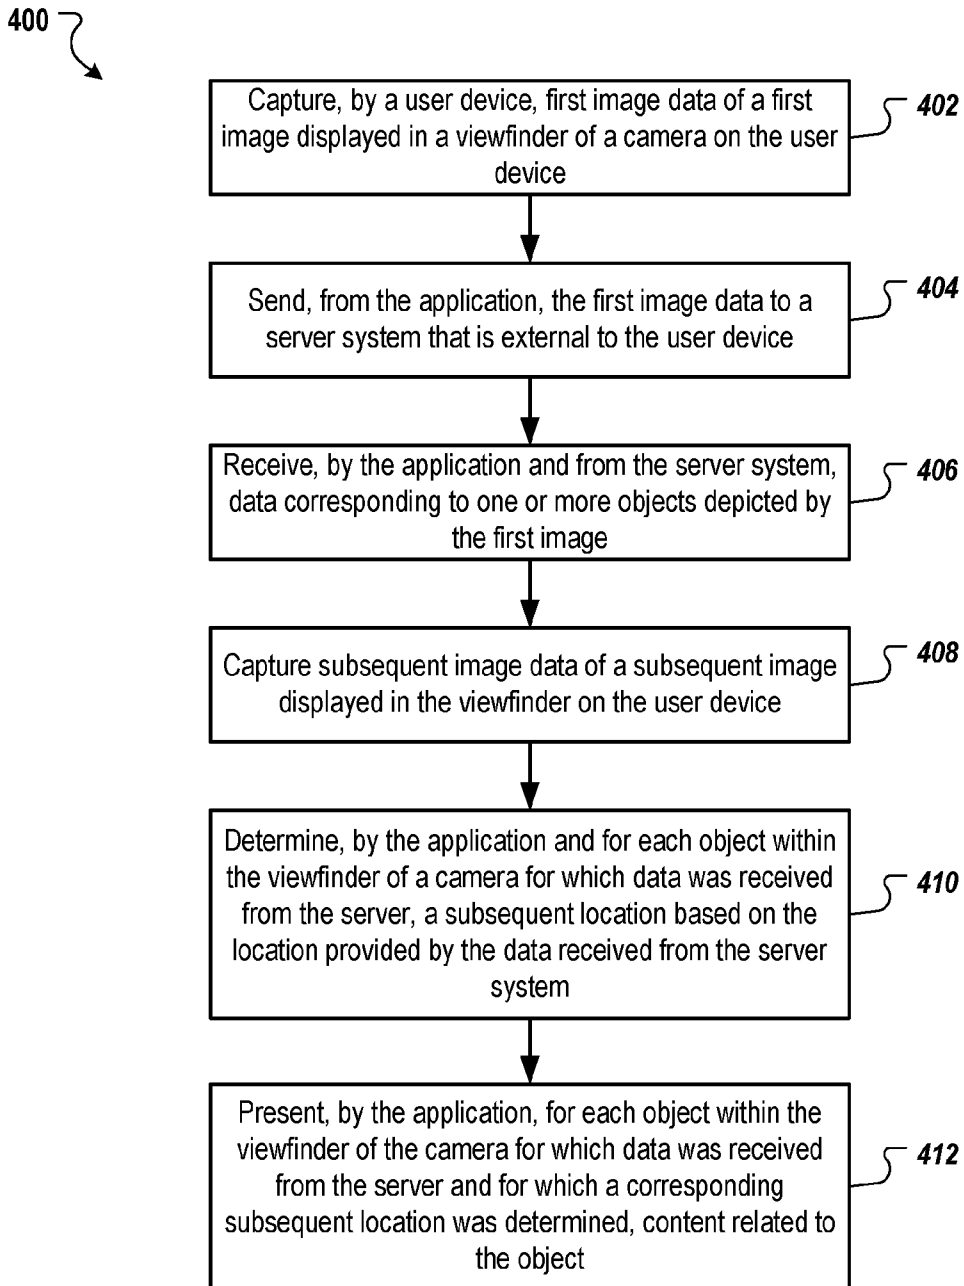 400
Capture, by a user device, first image data of a first
image displayed in a viewfinder of a camera on the user
device
402
Send, from the application, the first image data to a
server system that is external to the user device
404
Receive, by the application and from the server system,
data corresponding to one or more objects depicted by
the first image
406
Capture subsequent image data of a subsequent image
displayed in the viewfinder on the user device
408
Determine, by the application and for each object within
the viewfinder of a camera for which data was received
from the server, a subsequent location based on the
location provided by the data received from the server
system
410
Present, by the application, for each object within the
viewfinder of the camera for which data was received
from the server and for which a corresponding
subsequent location was determined, content related to
the object
412